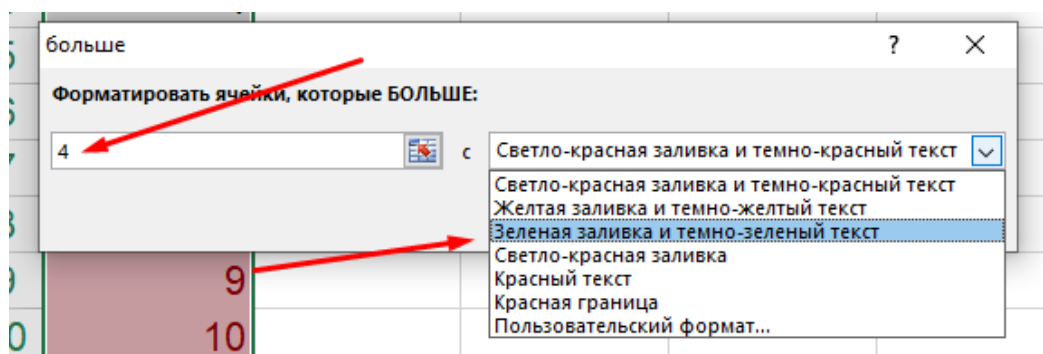 больше ? X
Форматировать ячейки, которые БОЛЬШЕ:
4 с Светло-красная заливка и темно-красный текст
Светло-красная заливка и темно-красный текст
Желтая заливка и темно-желтый текст
Зеленая заливка и темно-зеленый текст
Светло-красная заливка
Красный текст
Красная граница
Пользовательский формат...
9
10